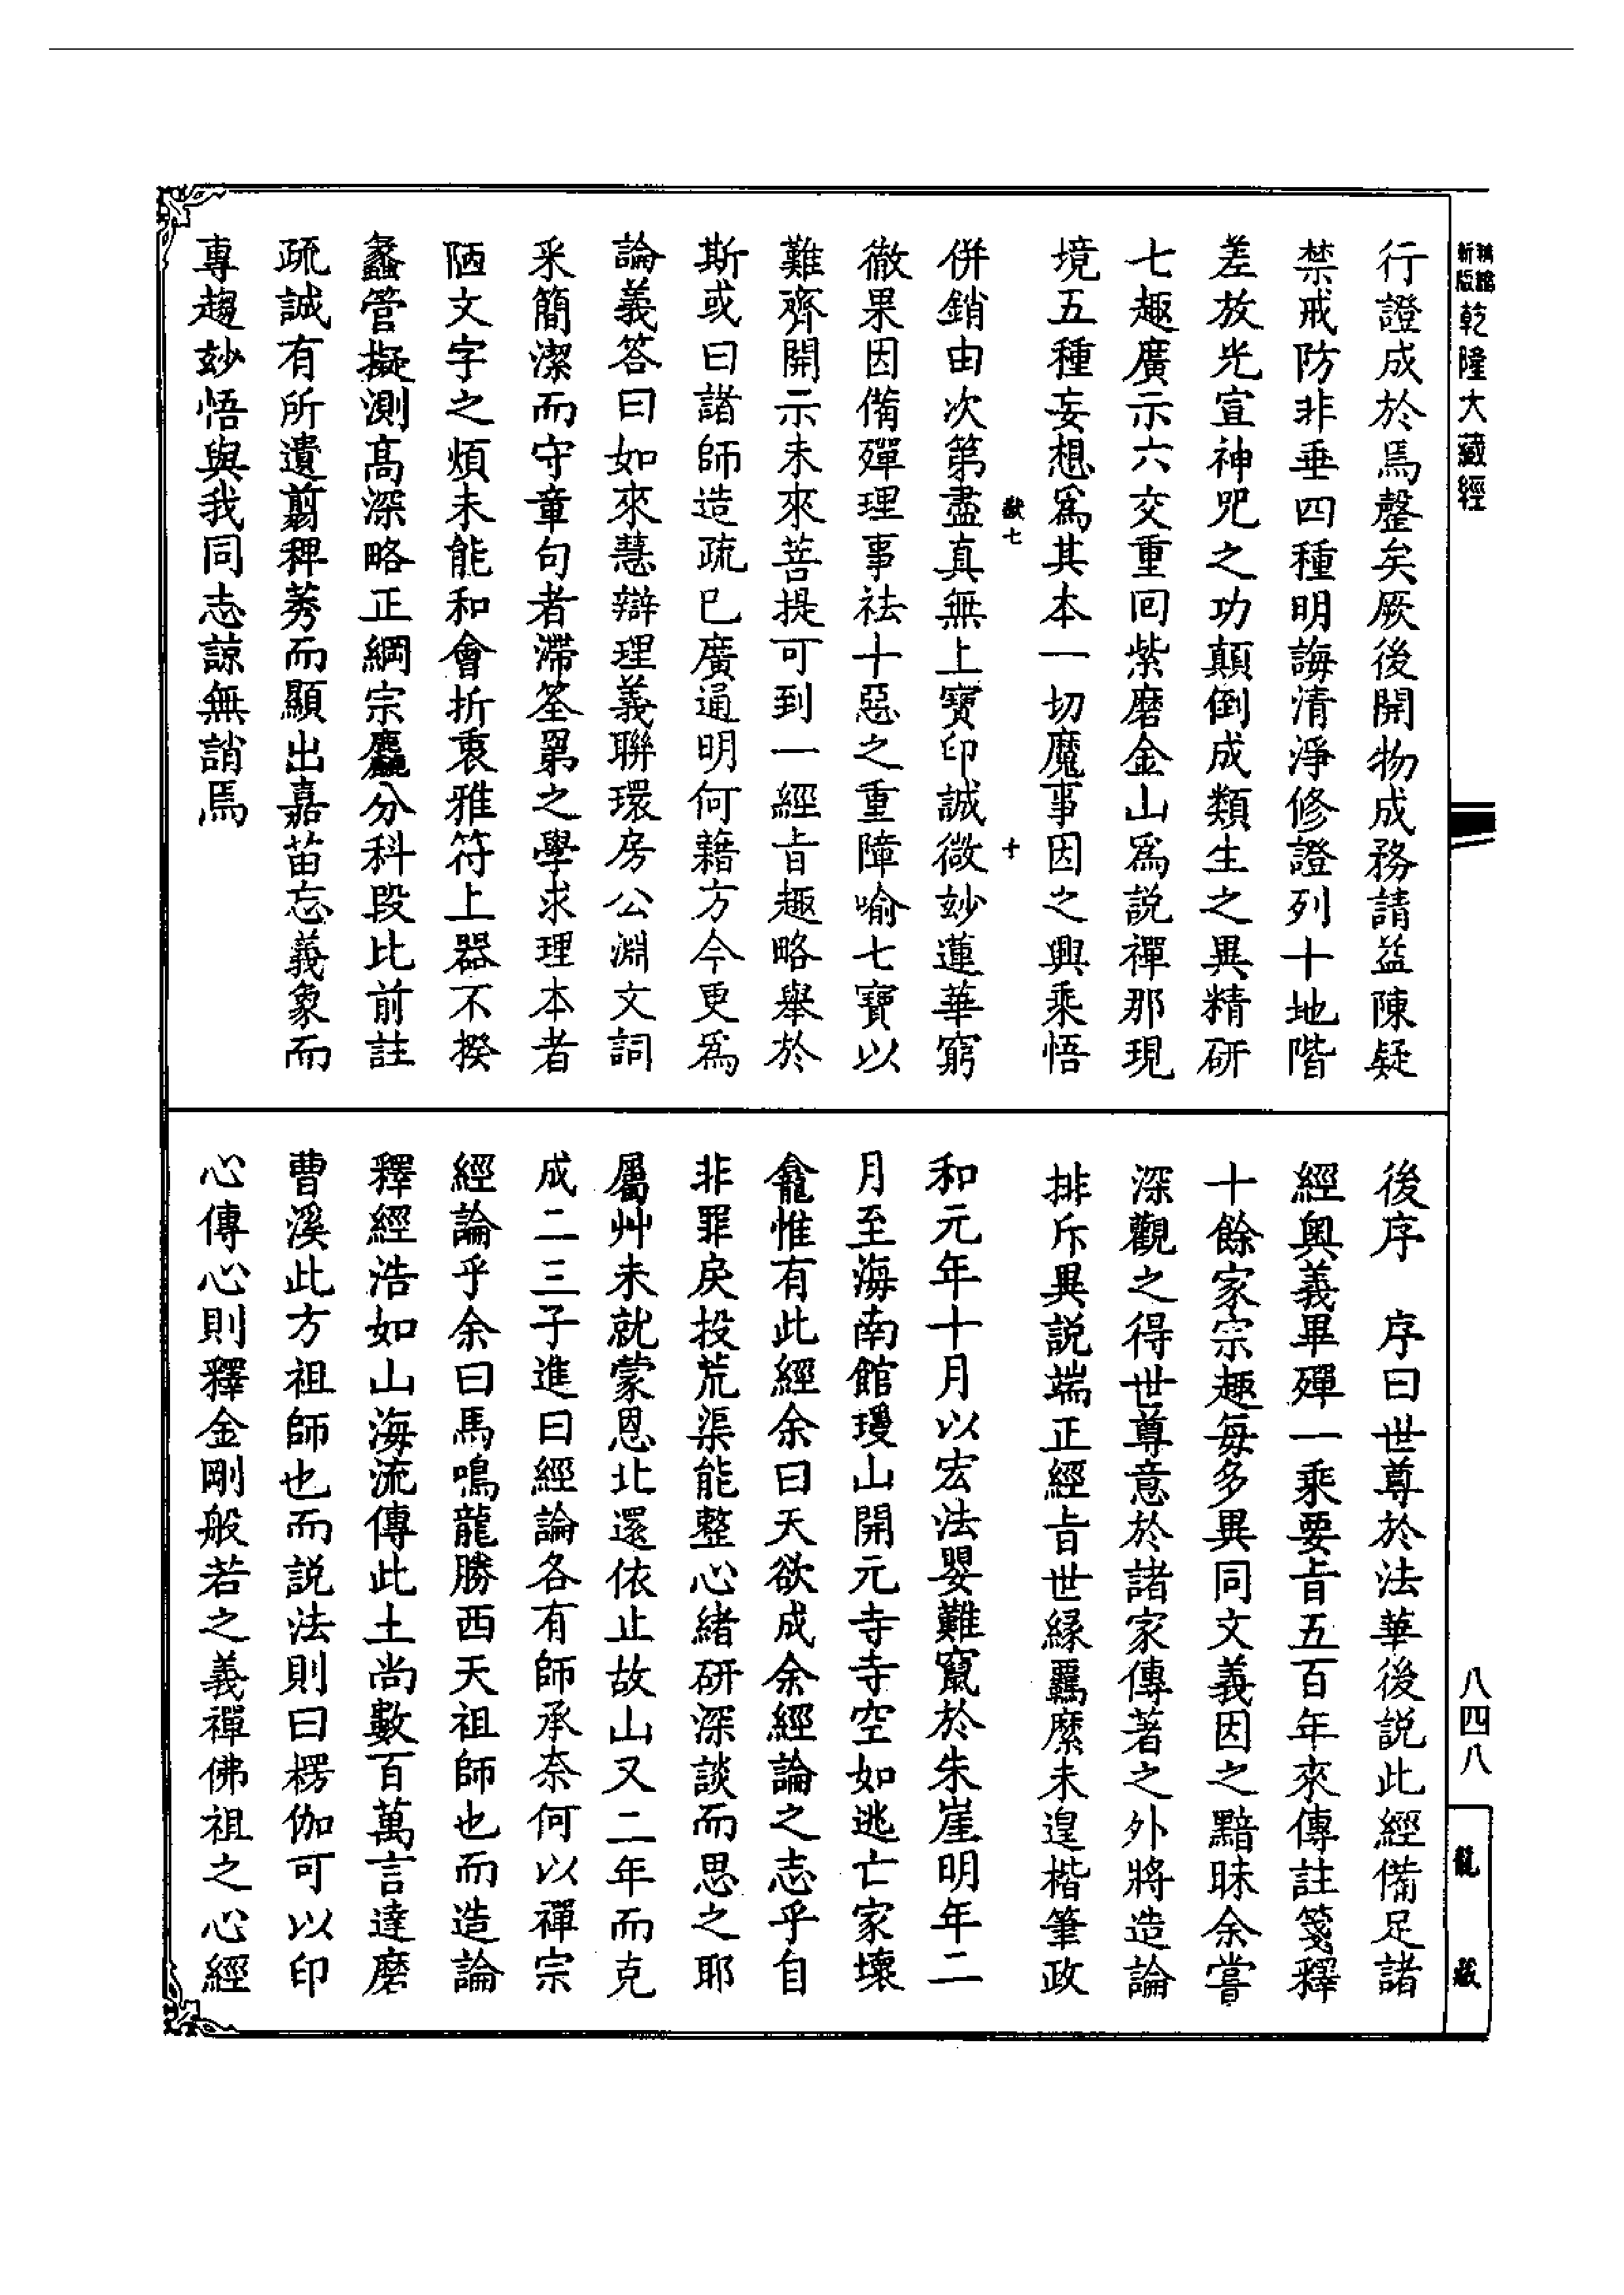 新版
精縮
乾隆大藏經
行證成於焉罄矣厥後開物成務請益陳疑
禁戒防非垂四種明誨清淨修證列十地階
差放光宣神咒之功顛倒成類生之異精研
七趣廣示六交重回紫磨金山爲說禪那現
境五種妄想爲其本一切魔事因之興乘悟
併銷由次第盡真無上寶印誠微妙蓮華窮
徹果因備殫理事祛十惡之重障喻七寶以
難齊開示未來菩提可到一經㫖趣略舉於
斯或曰諸師造疏已廣通明何藉方今更爲
論義答曰如來慧辯理義聯環房公淵文詞
釆簡潔而守章句者滯筌罤之學求理本者
陋文字之煩未能和會折衷雅符上器不揆
蠡管擬測高深略正綱宗麤分科段比前註
疏誠有所遺翦稗莠而顯出嘉苗忘義象而
專趨玅悟與我同志諒無誚焉
十
後序　序曰世尊於法華後說此經備足諸
經奧義畢殫一乘要㫖五百年來傳註箋釋
十餘家宗趣每多異同文義因之黯昧余嘗
深觀之得世尊意於諸家傳著之外將造論
排斥異說端正經㫖世緣羈縻未遑楷筆政
和元年十月以宏法嬰難竄於朱崖明年二
月至海南館瓊山開元寺寺空如逃亡家壞
龕惟有此經余曰天欲成余經論之志乎自
非罪戾投荒渠能整心緒研深談而思之耶
屬艸未就蒙恩北還依止故山又二年而克
成二三子進曰經論各有師承奈何以禪宗
經論乎余曰馬鳴龍勝西天祖師也而造論
釋經浩如山海流傳此土尚數百萬言達磨
曹溪此方祖師也而說法則曰楞伽可以印
心傳心則釋金剛般若之義禪佛祖之心經
八四八
龍藏